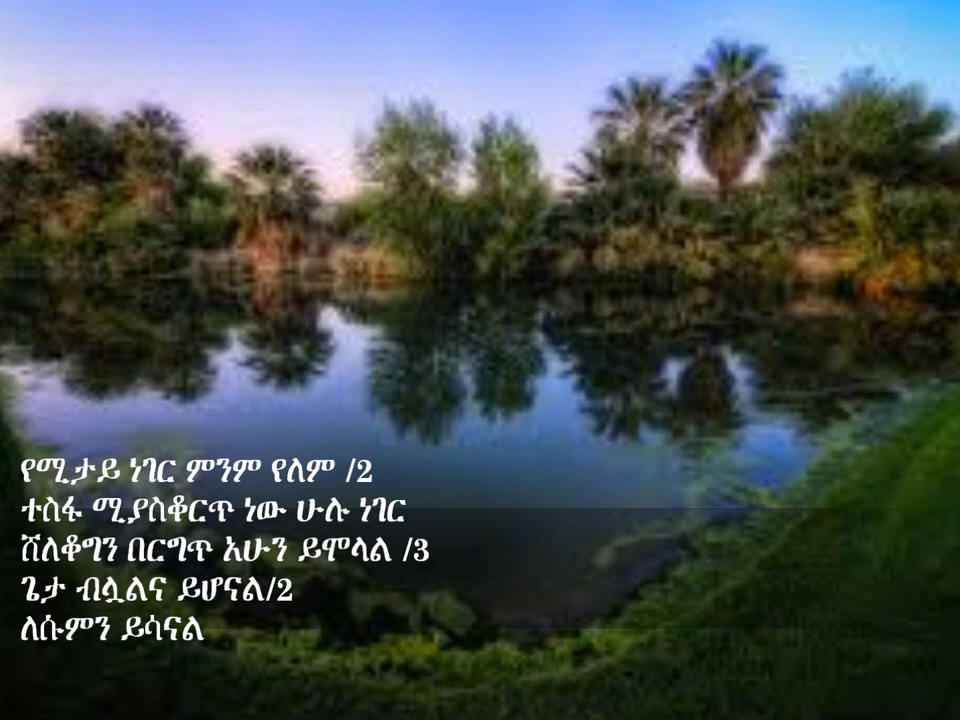 የሚታይ ነገር ምንም የለም /2
ተስፋ ሚያስቆርጥ ነው ሁሉ ነገር
ሸለቆግን በርግጥ አሁን ይሞላል /3
ጌታ ብሏልና ይሆናል/2
ለሱምን ይሳናል